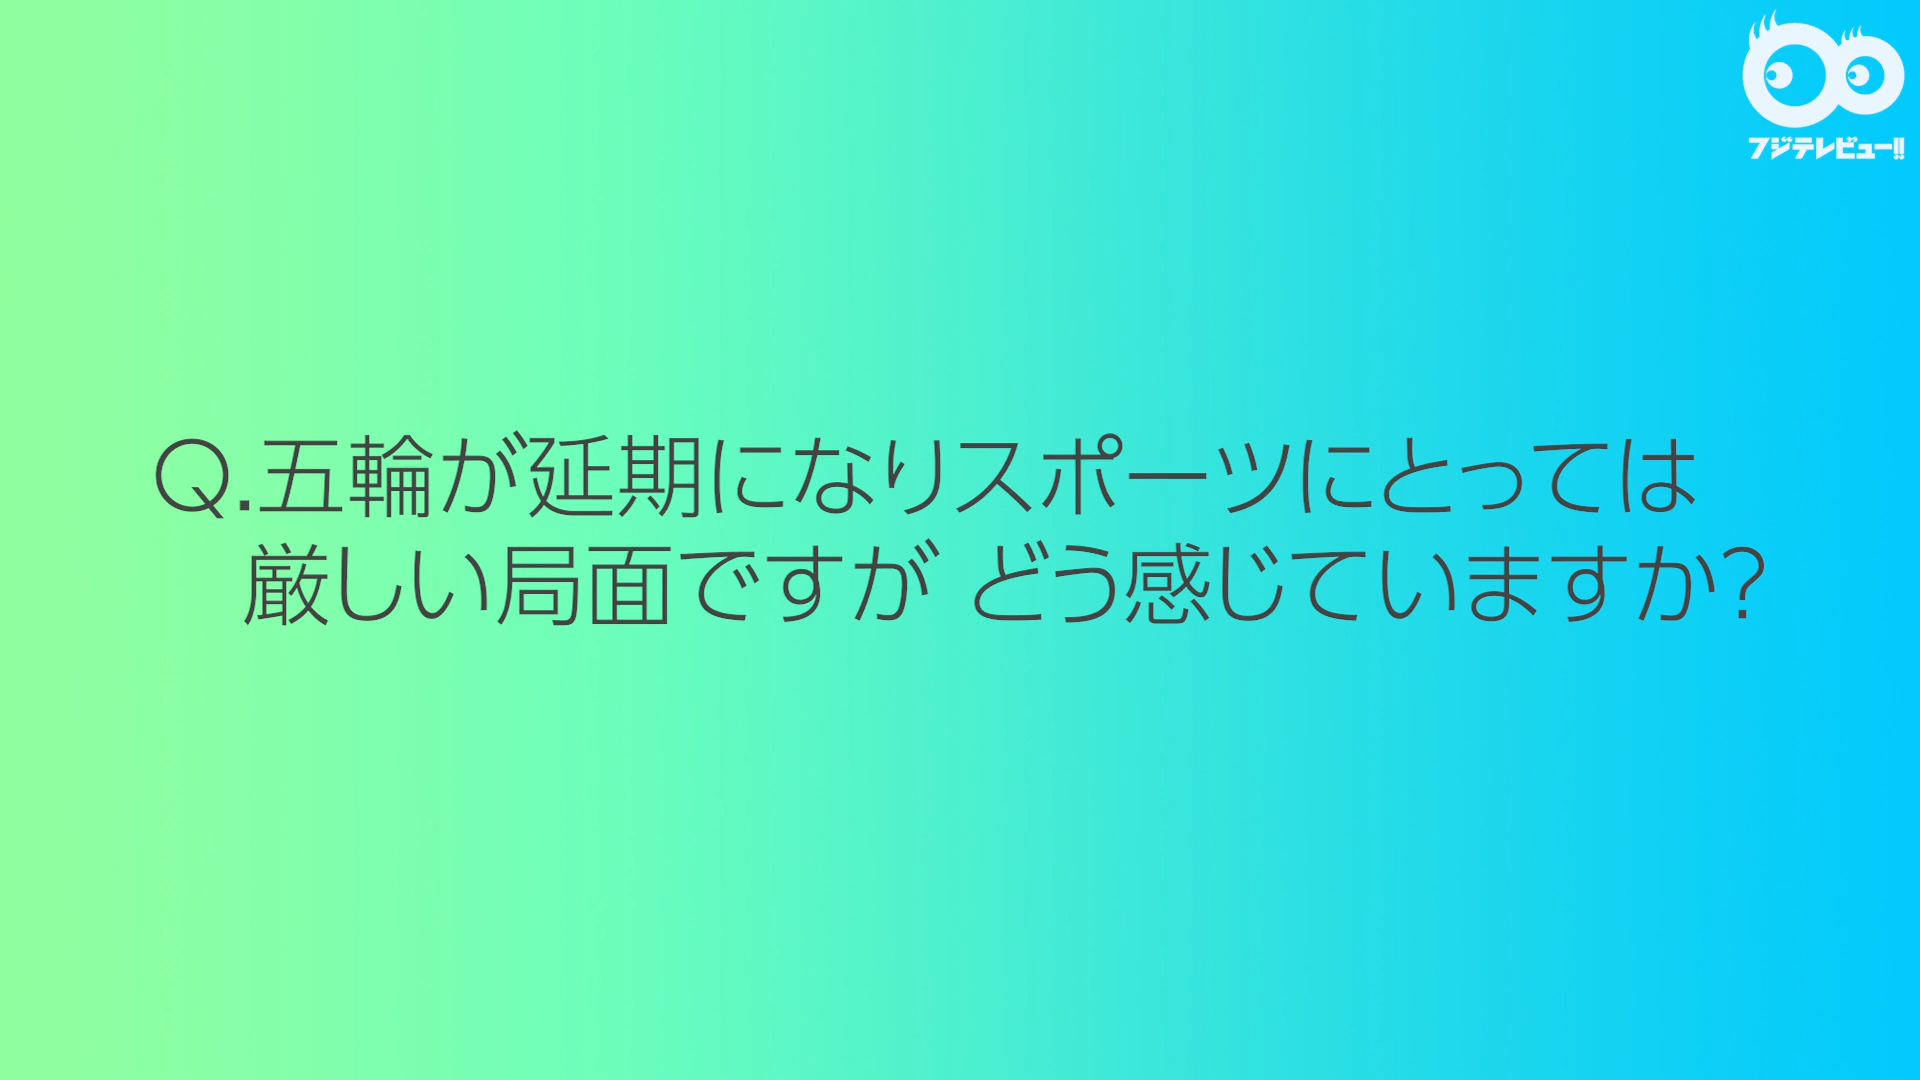 フジテレビュー!!
Q.五輪が延期になりスポーツにとっては
厳しい局面ですが どう感じていますか?